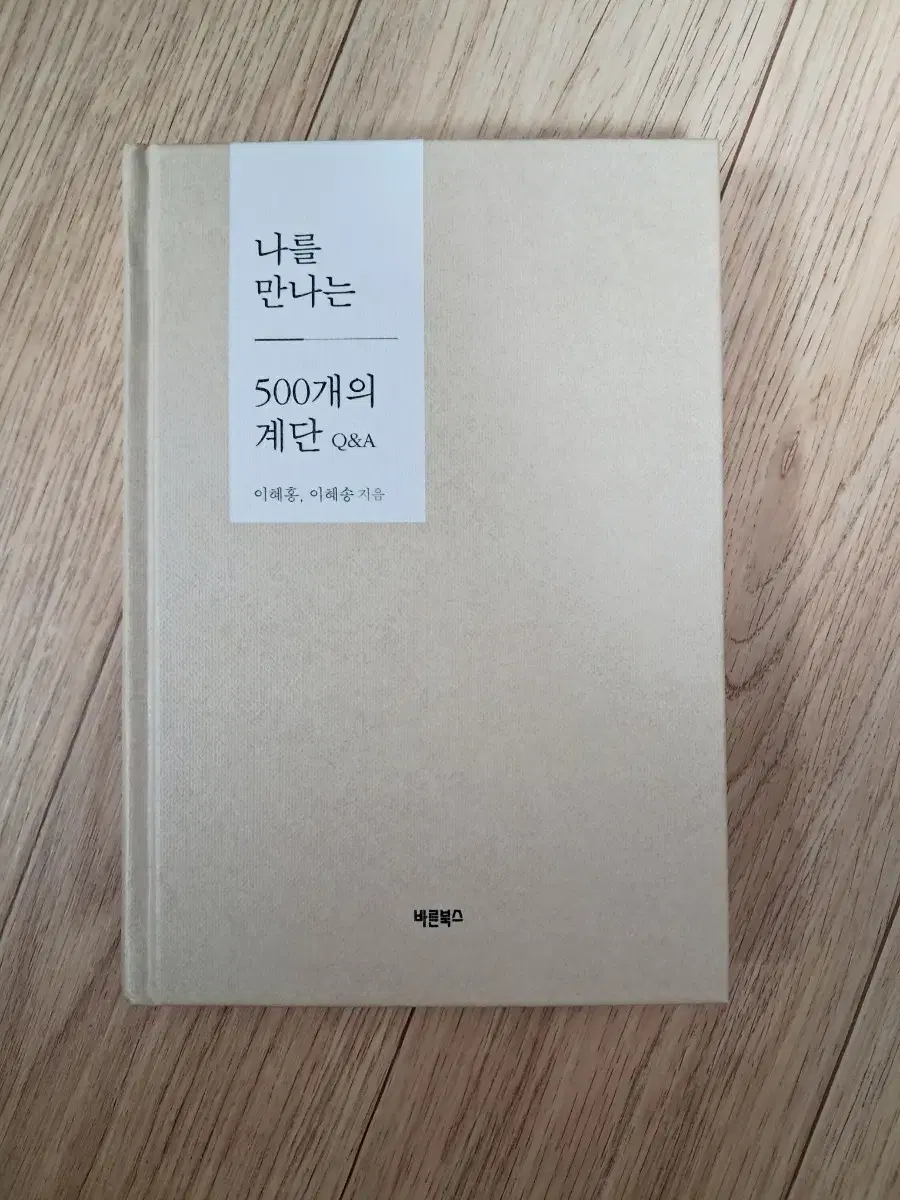 나를
만나는
500개의
계단 Q&A
이혜홍, 이혜송 지음
바른북스